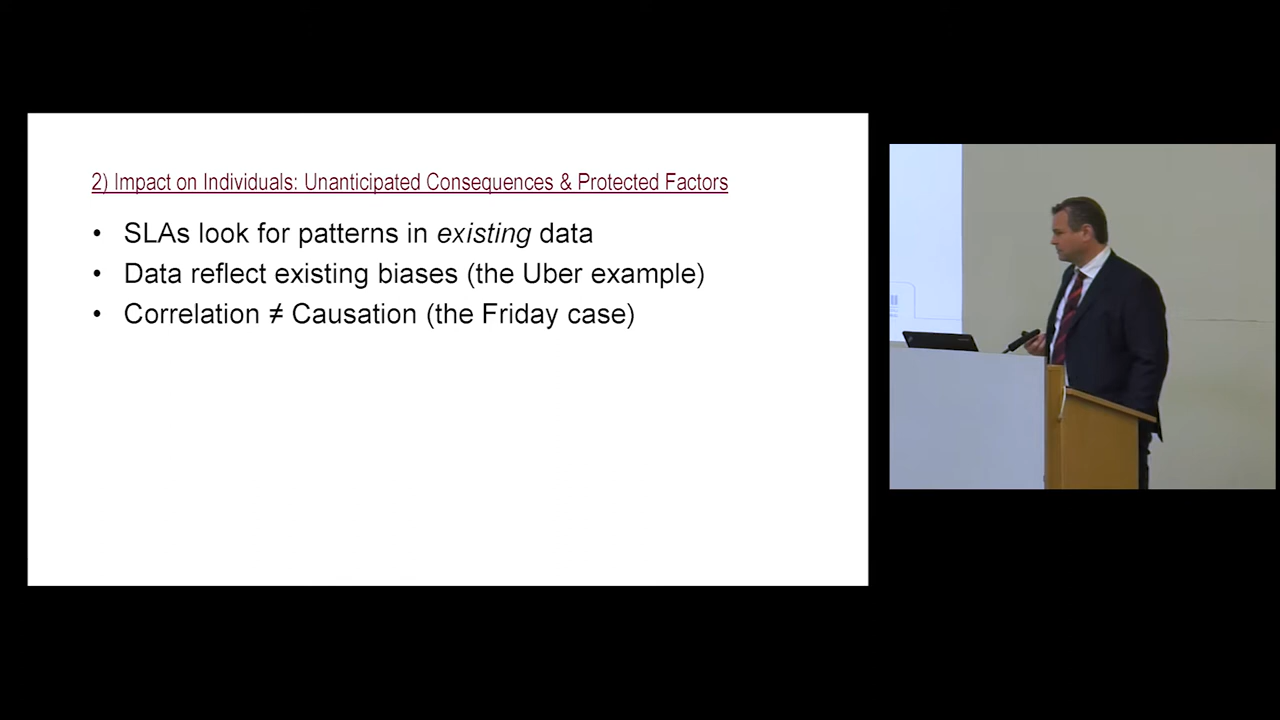 2) Impact on Individuals: Unanticipated Consequences & Protected Factors
• SLAs look for patterns in existing data
• Data reflect existing biases (the Uber example)
• Correlation ≠ Causation (the Friday case)